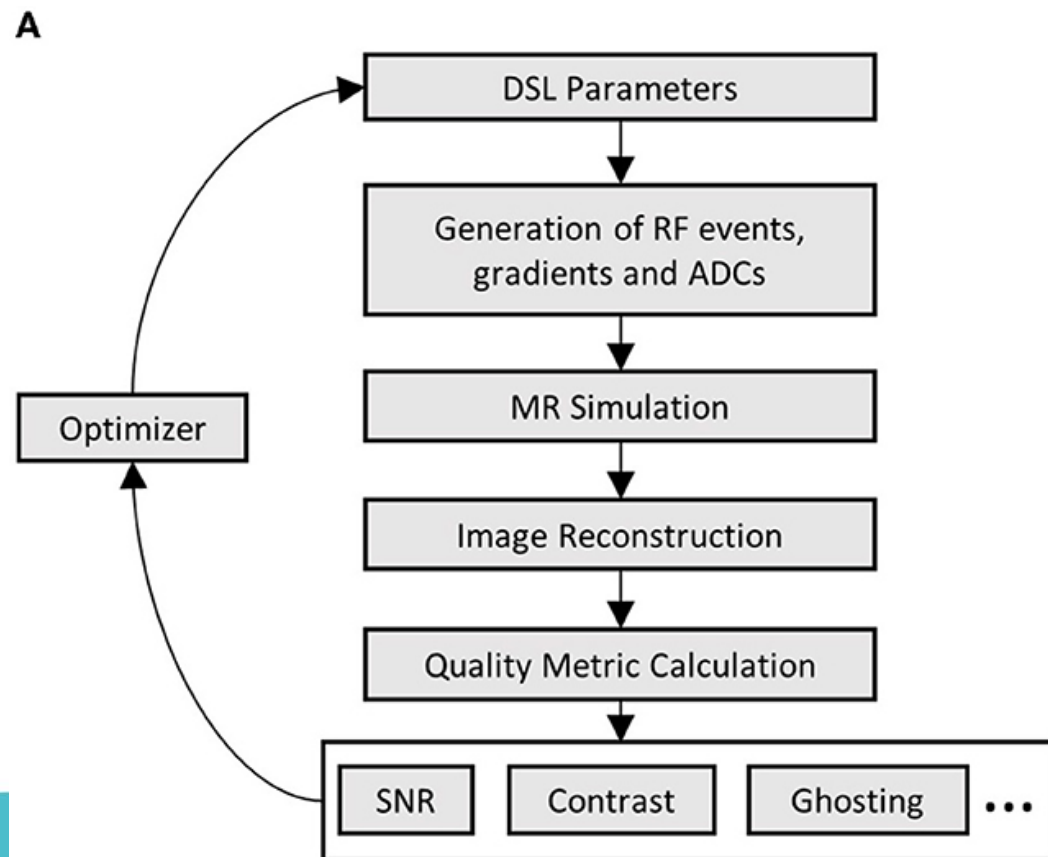 A
DSL Parameters
Generation of RF events,
gradients and ADCs
MR Simulation
Optimizer
Image Reconstruction
Quality Metric Calculation
SNR
Contrast
Ghosting
...